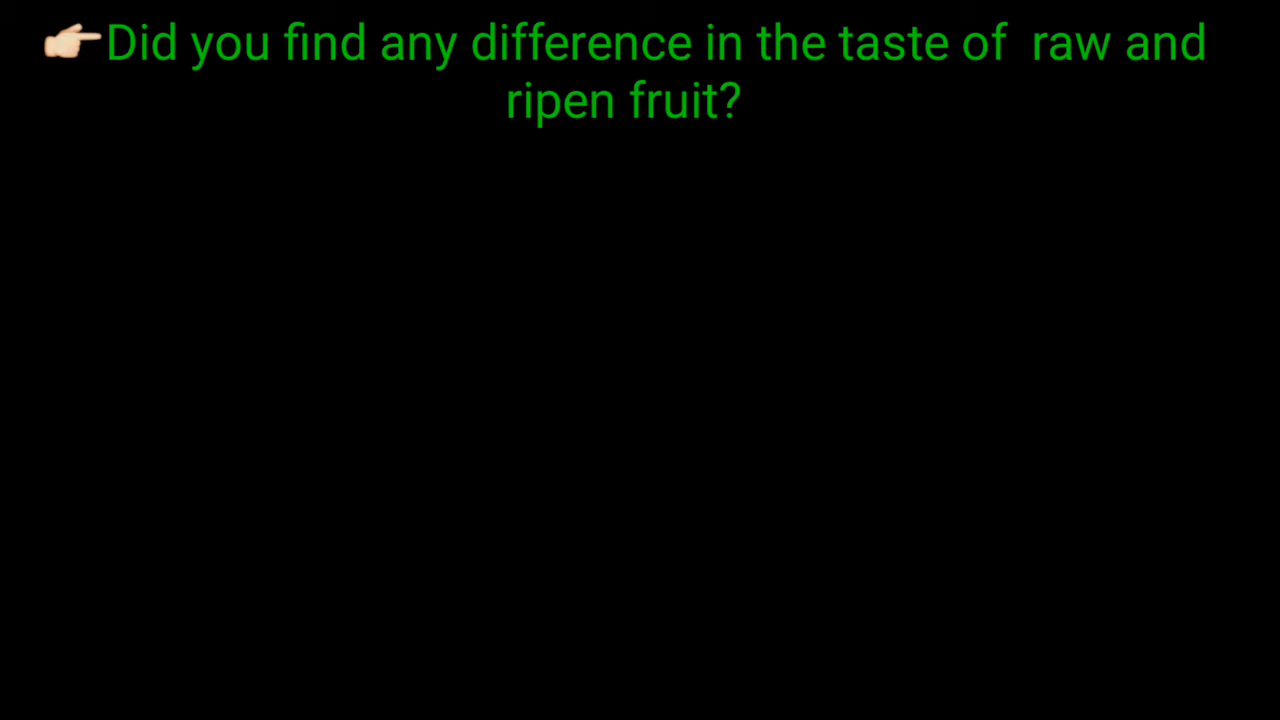 👉Did you find any difference in the taste of  raw and
ripen fruit?